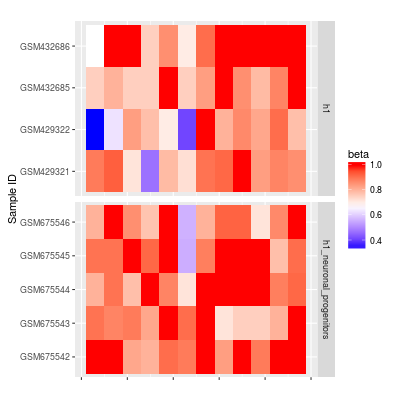 GSM432686
GSM432685
GSM429322
GSM429321
h1
GSM675546
GSM675545
GSM675544
GSM675543
GSM675542
h1_neuronal_progenitors
Sample ID
beta
1.0
0.8
0.6
0.4